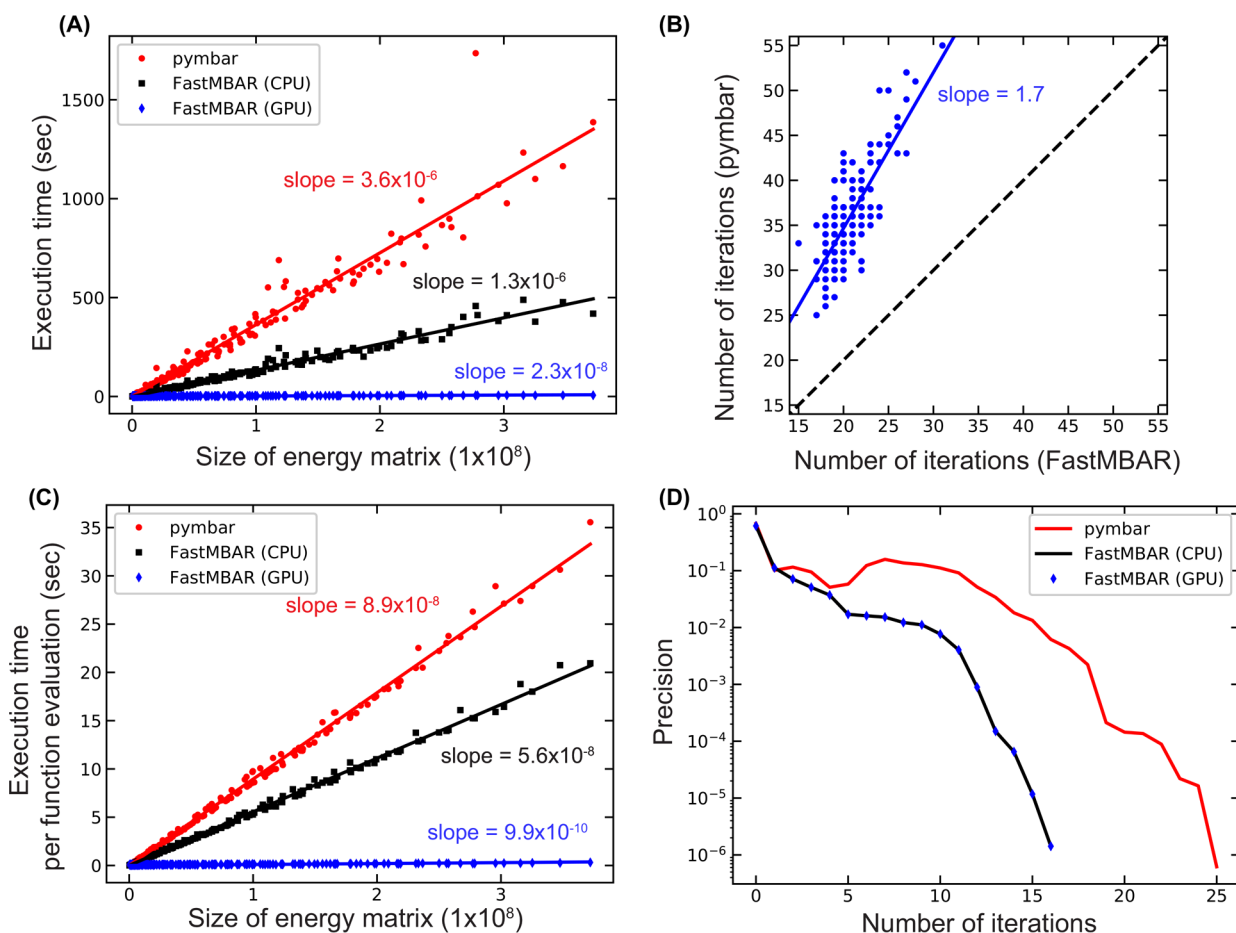 (A)
pymbar
FastMBAR (CPU)
FastMBAR (GPU)
slope = 3.6x10-6
slope = 1.3x10-6
slope = 2.3x10-8
Execution time (sec)
1500
1000
500
0
0 1 2 3
Size of energy matrix (1x108)
(B)
slope = 1.7
Number of iterations
(pymbar)
55
50
45
40
35
30
25
20
15
15 20 25 30 35 40 45 50 55
Number of iterations (FastMBAR)
(C)
pymbar
FastMBAR (CPU)
FastMBAR (GPU)
slope = 8.9x10-8
slope = 5.6x10-8
slope = 9.9x10-10
Execution time
per function evaluation (sec)
35
30
25
20
15
10
5
0
0 1 2 3
Size of energy matrix (1x108)
(D)
pymbar
FastMBAR (CPU)
FastMBAR (GPU)
Precision
100
10-1
10-2
10-3
10-4
10-5
10-6
0 5 10 15 20 25
Number of iterations